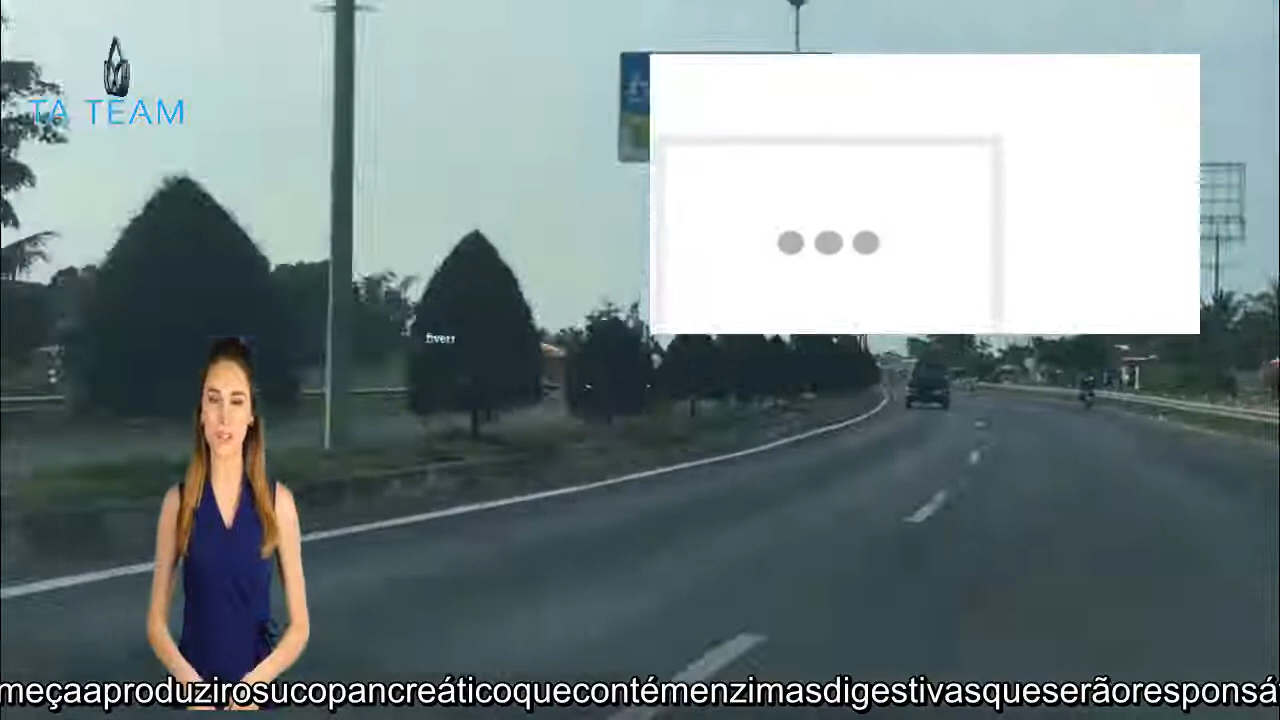 TA TEAM
fiverr
meçaaproduzirosucopancreáticoquecontémenzimasdigestivasqueserãoresponsá